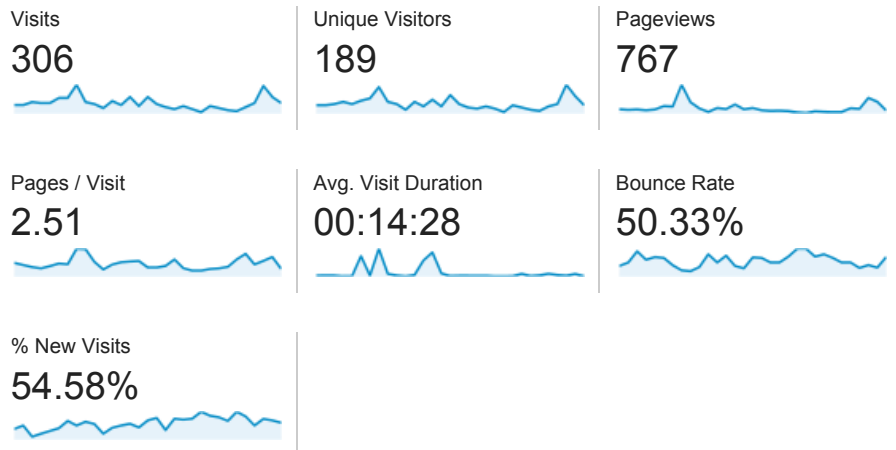 Visits
306
Unique Visitors
189
Pageviews
767
Pages / Visit
2.51
Avg. Visit Duration
00:14:28
Bounce Rate
50.33%
% New Visits
54.58%